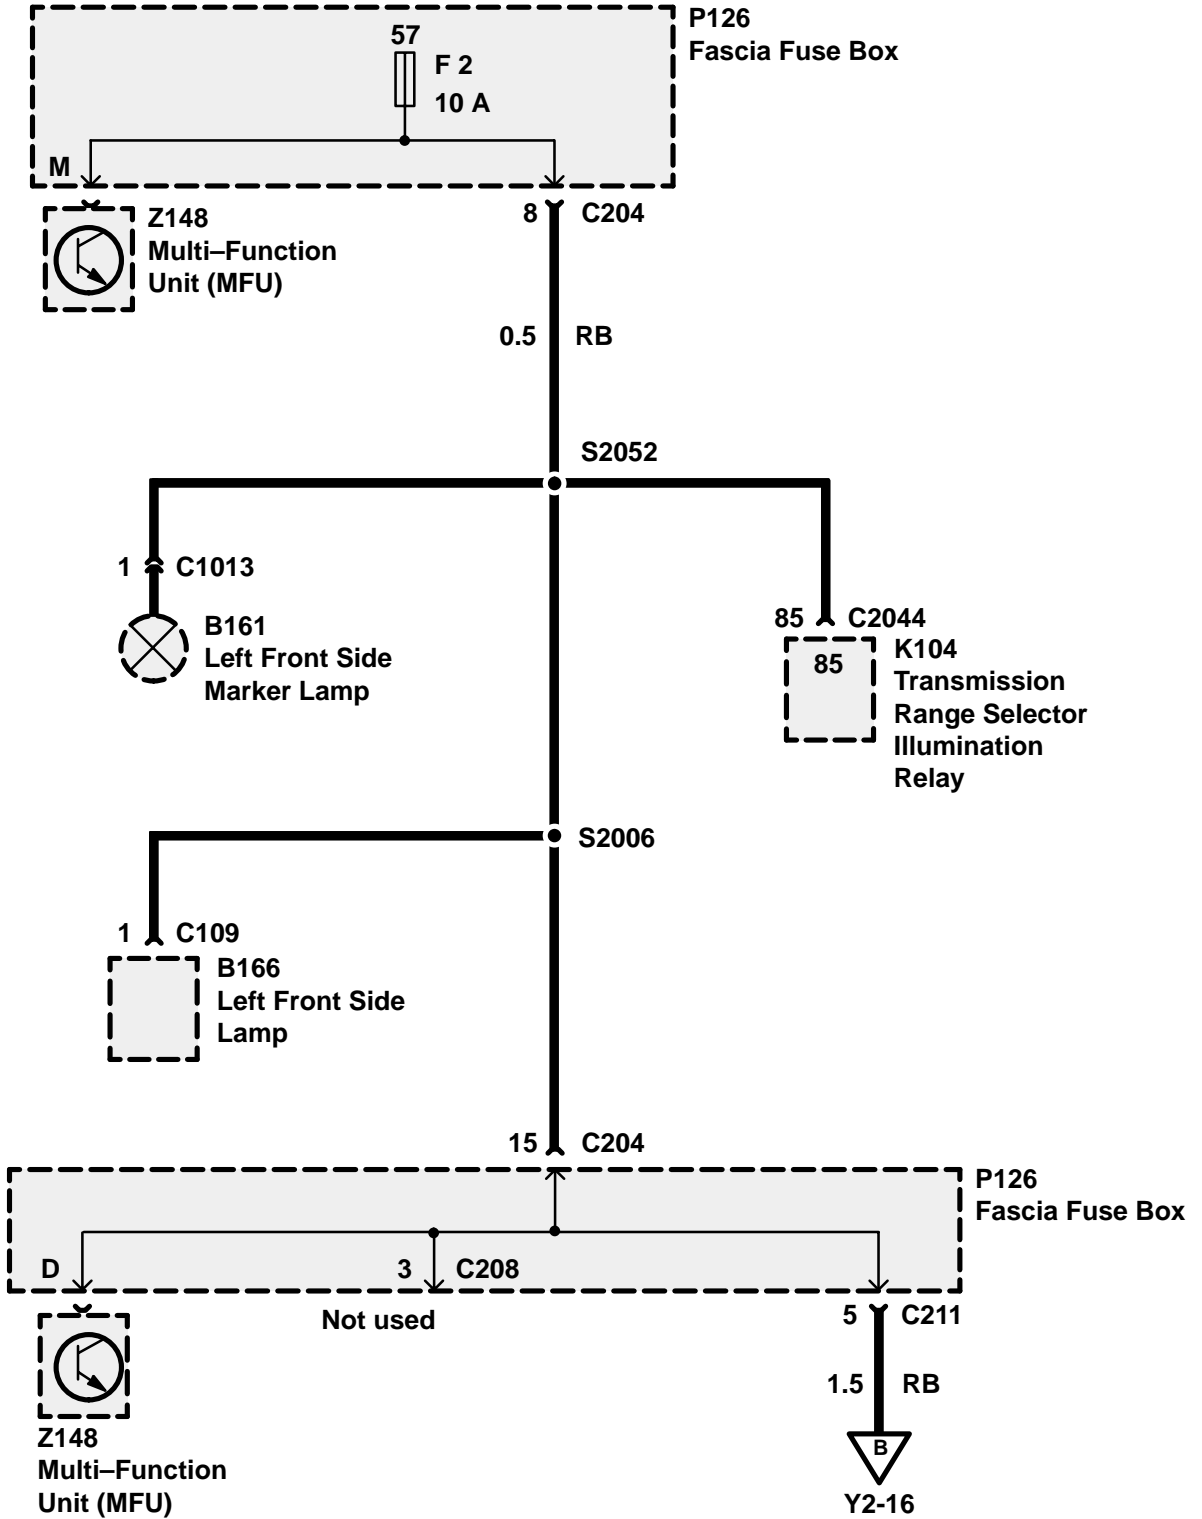 P126
Fascia Fuse Box
57
F 2
10 A
M
Z148
Multi–Function
Unit (MFU)
8 C204
0.5 RB
S2052
1 C1013
B161
Left Front Side
Marker Lamp
85 C2044
85
K104
Transmission
Range Selector
Illumination
Relay
S2006
1 C109
B166
Left Front Side
Lamp
15 C204
P126
Fascia Fuse Box
D
3 C208
Not used
5 C211
Z148
Multi–Function
Unit (MFU)
1.5 RB
B
Y2-16